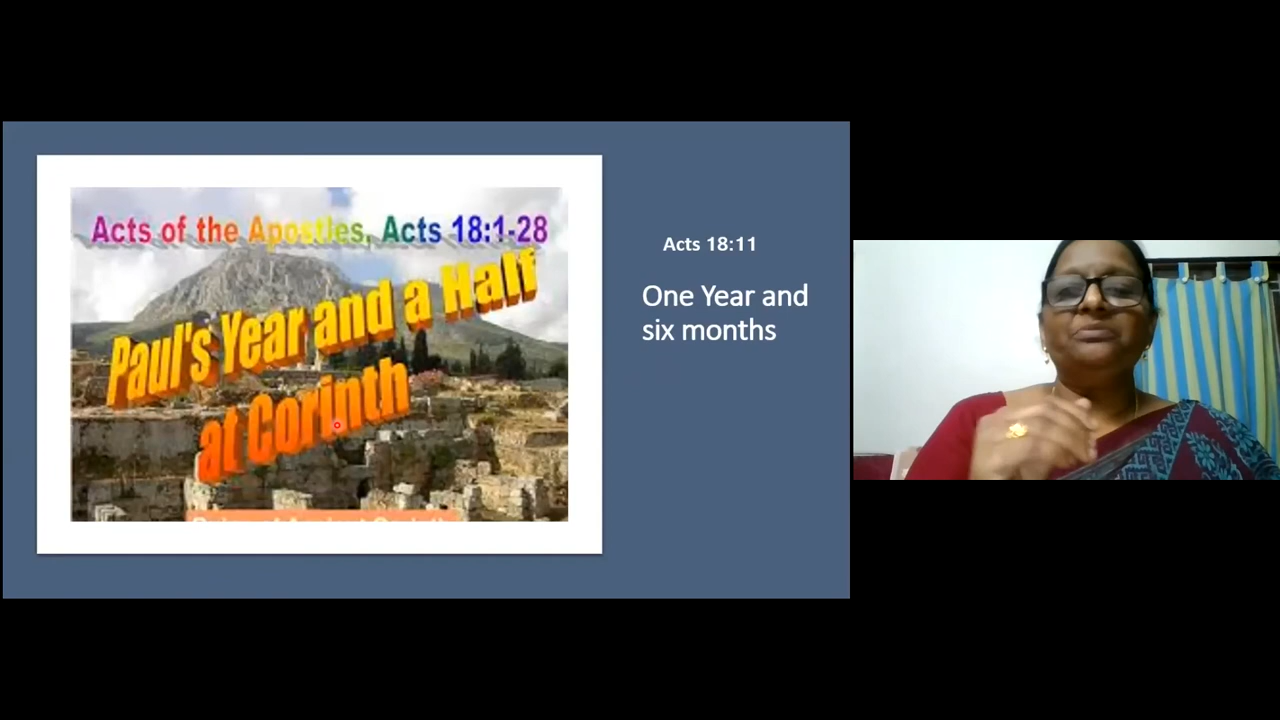 Acts of the Apostles, Acts 18:1-28
Paul's Year and a Half
at Corinth
Acts 18:11
One Year and
six months